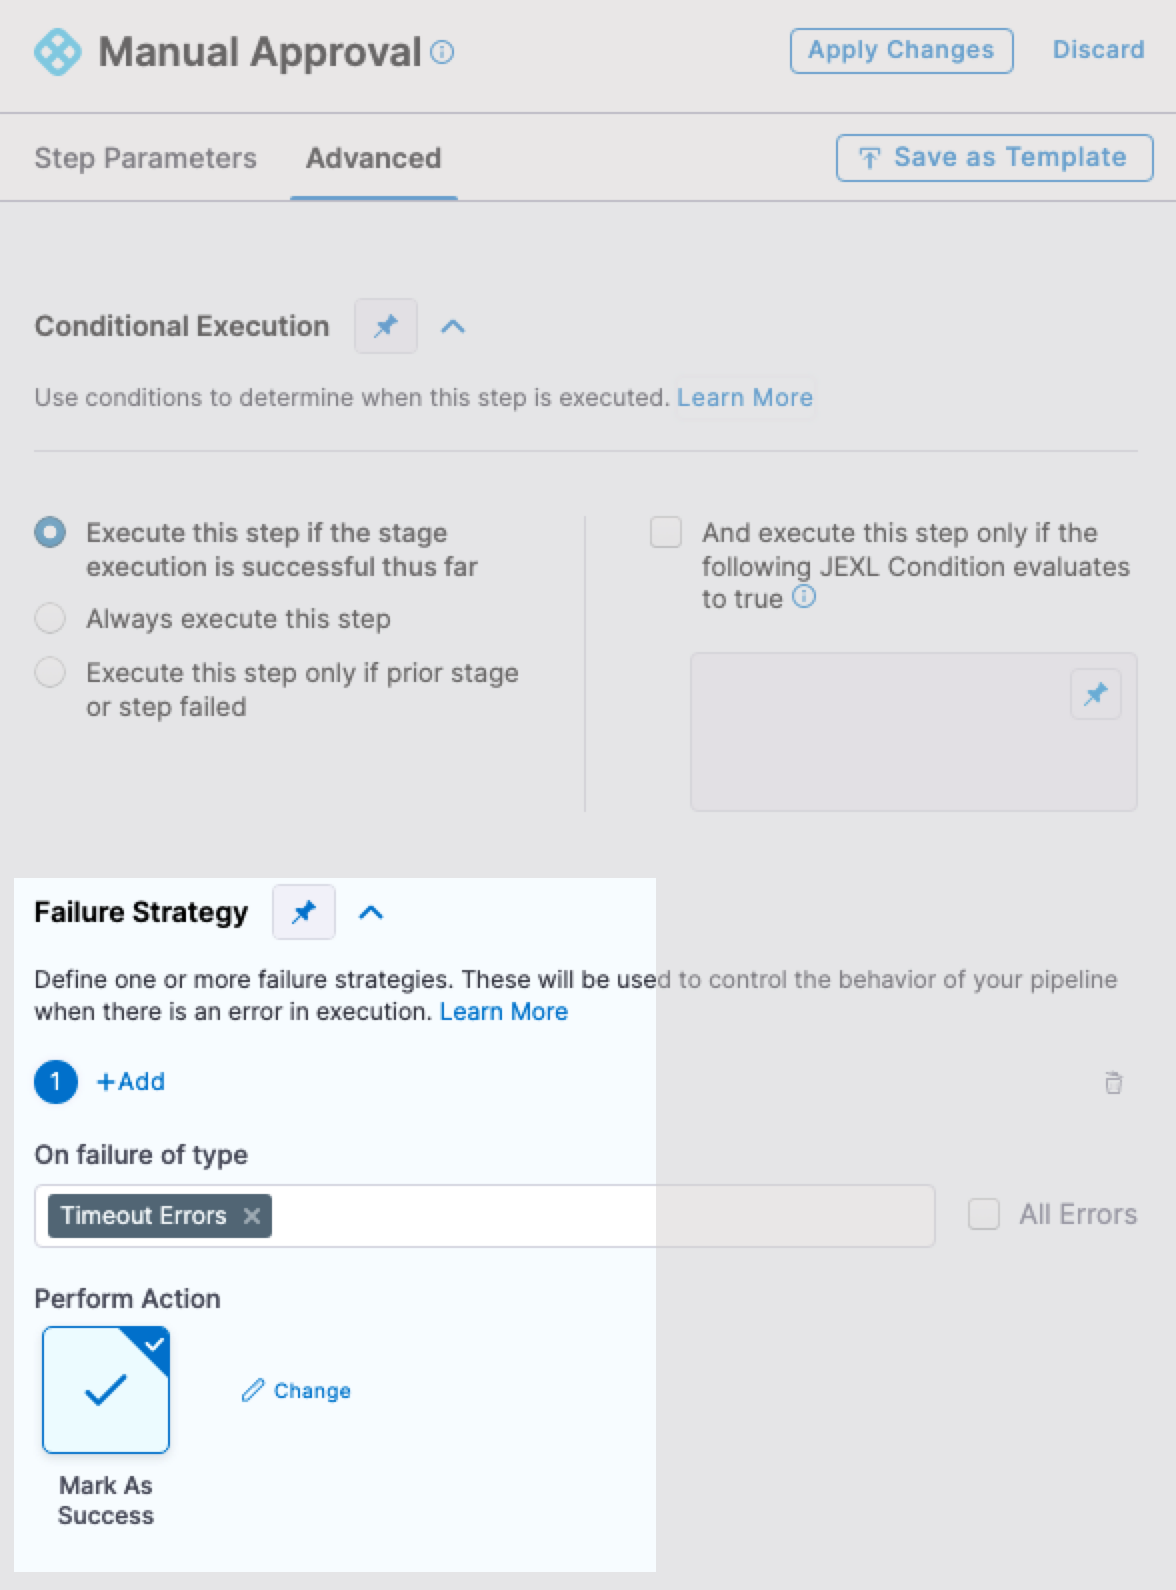 Manual Approval
Apply Changes
Discard
Step Parameters
Advanced
Save as Template
Conditional Execution
Use conditions to determine when this step is executed. Learn More
Execute this step if the stage
execution is successful thus far
Always execute this step
Execute this step only if prior stage
or step failed
And execute this step only if the
following JEXL Condition evaluates
to true
Failure Strategy
Define one or more failure strategies. These will be used to control the behavior of your pipeline
when there is an error in execution. Learn More
1 +Add
On failure of type
Timeout Errors
All Errors
Perform Action
Change
Mark As
Success